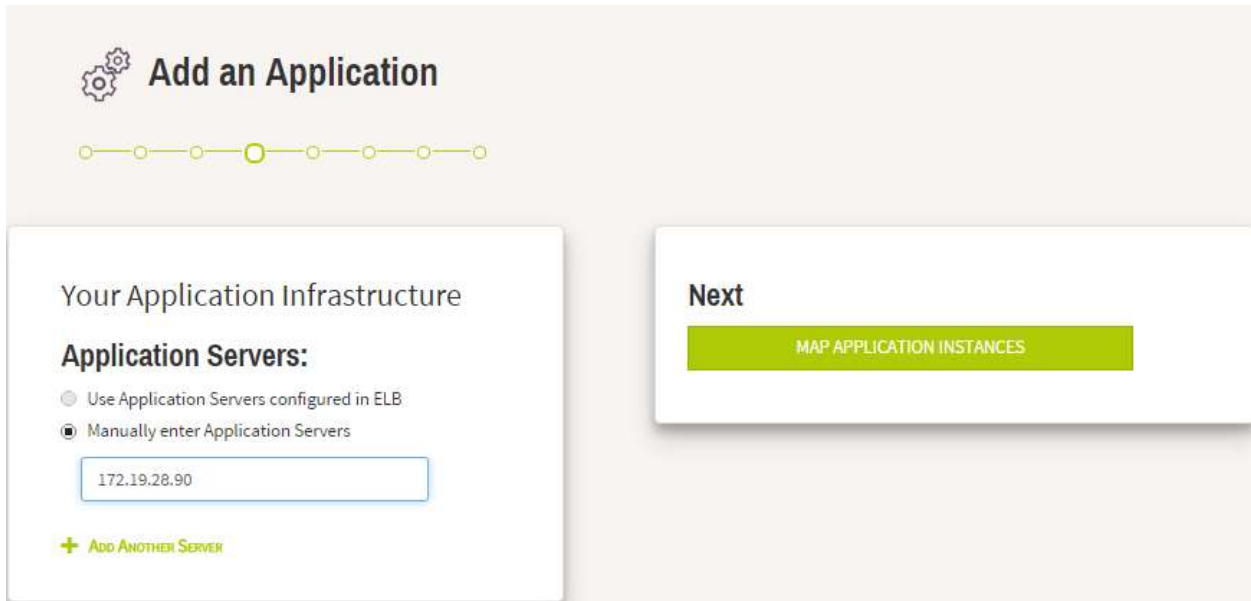 Add an Application
Your Application Infrastructure
Application Servers:
Use Application Servers configured in ELB
Manually enter Application Servers
172.19.28.90
ADD ANOTHER SERVER
Next
MAP APPLICATION INSTANCES